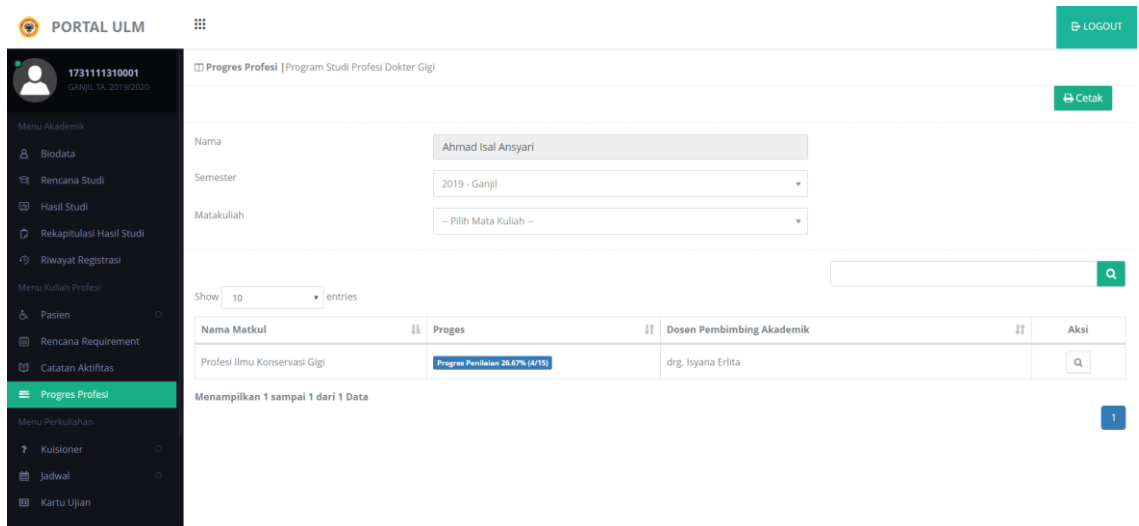 PORTAL ULM
LOGOUT
1731111310001
GANJIL TA. 2019/2020
Menu Akademik
Biodata
Rencana Studi
Hasil Studi
Rekapitulasi Hasil Studi
Riwayat Registrasi
Menu Kuliah Profesi
Pasien
Rencana Requirement
Catatan Aktifitas
Progres Profesi
Menu Perkuliahan
Kuisioner
Jadwal
Kartu Ujian
Progres Profesi | Program Studi Profesi Dokter Gigi
Cetak
Nama Ahmad Isal Ansyari
Semester 2019 - Ganjil
Matakuliah -- Pilih Mata Kuliah --
Show 10 entries
Nama Matkul Proges Dosen Pembimbing Akademik Aksi
Profesi Ilmu Konservasi Gigi Progres Penilaian 26.67% (4/15) drg. Isyana Erlita
Menampilkan 1 sampai 1 dari 1 Data
1